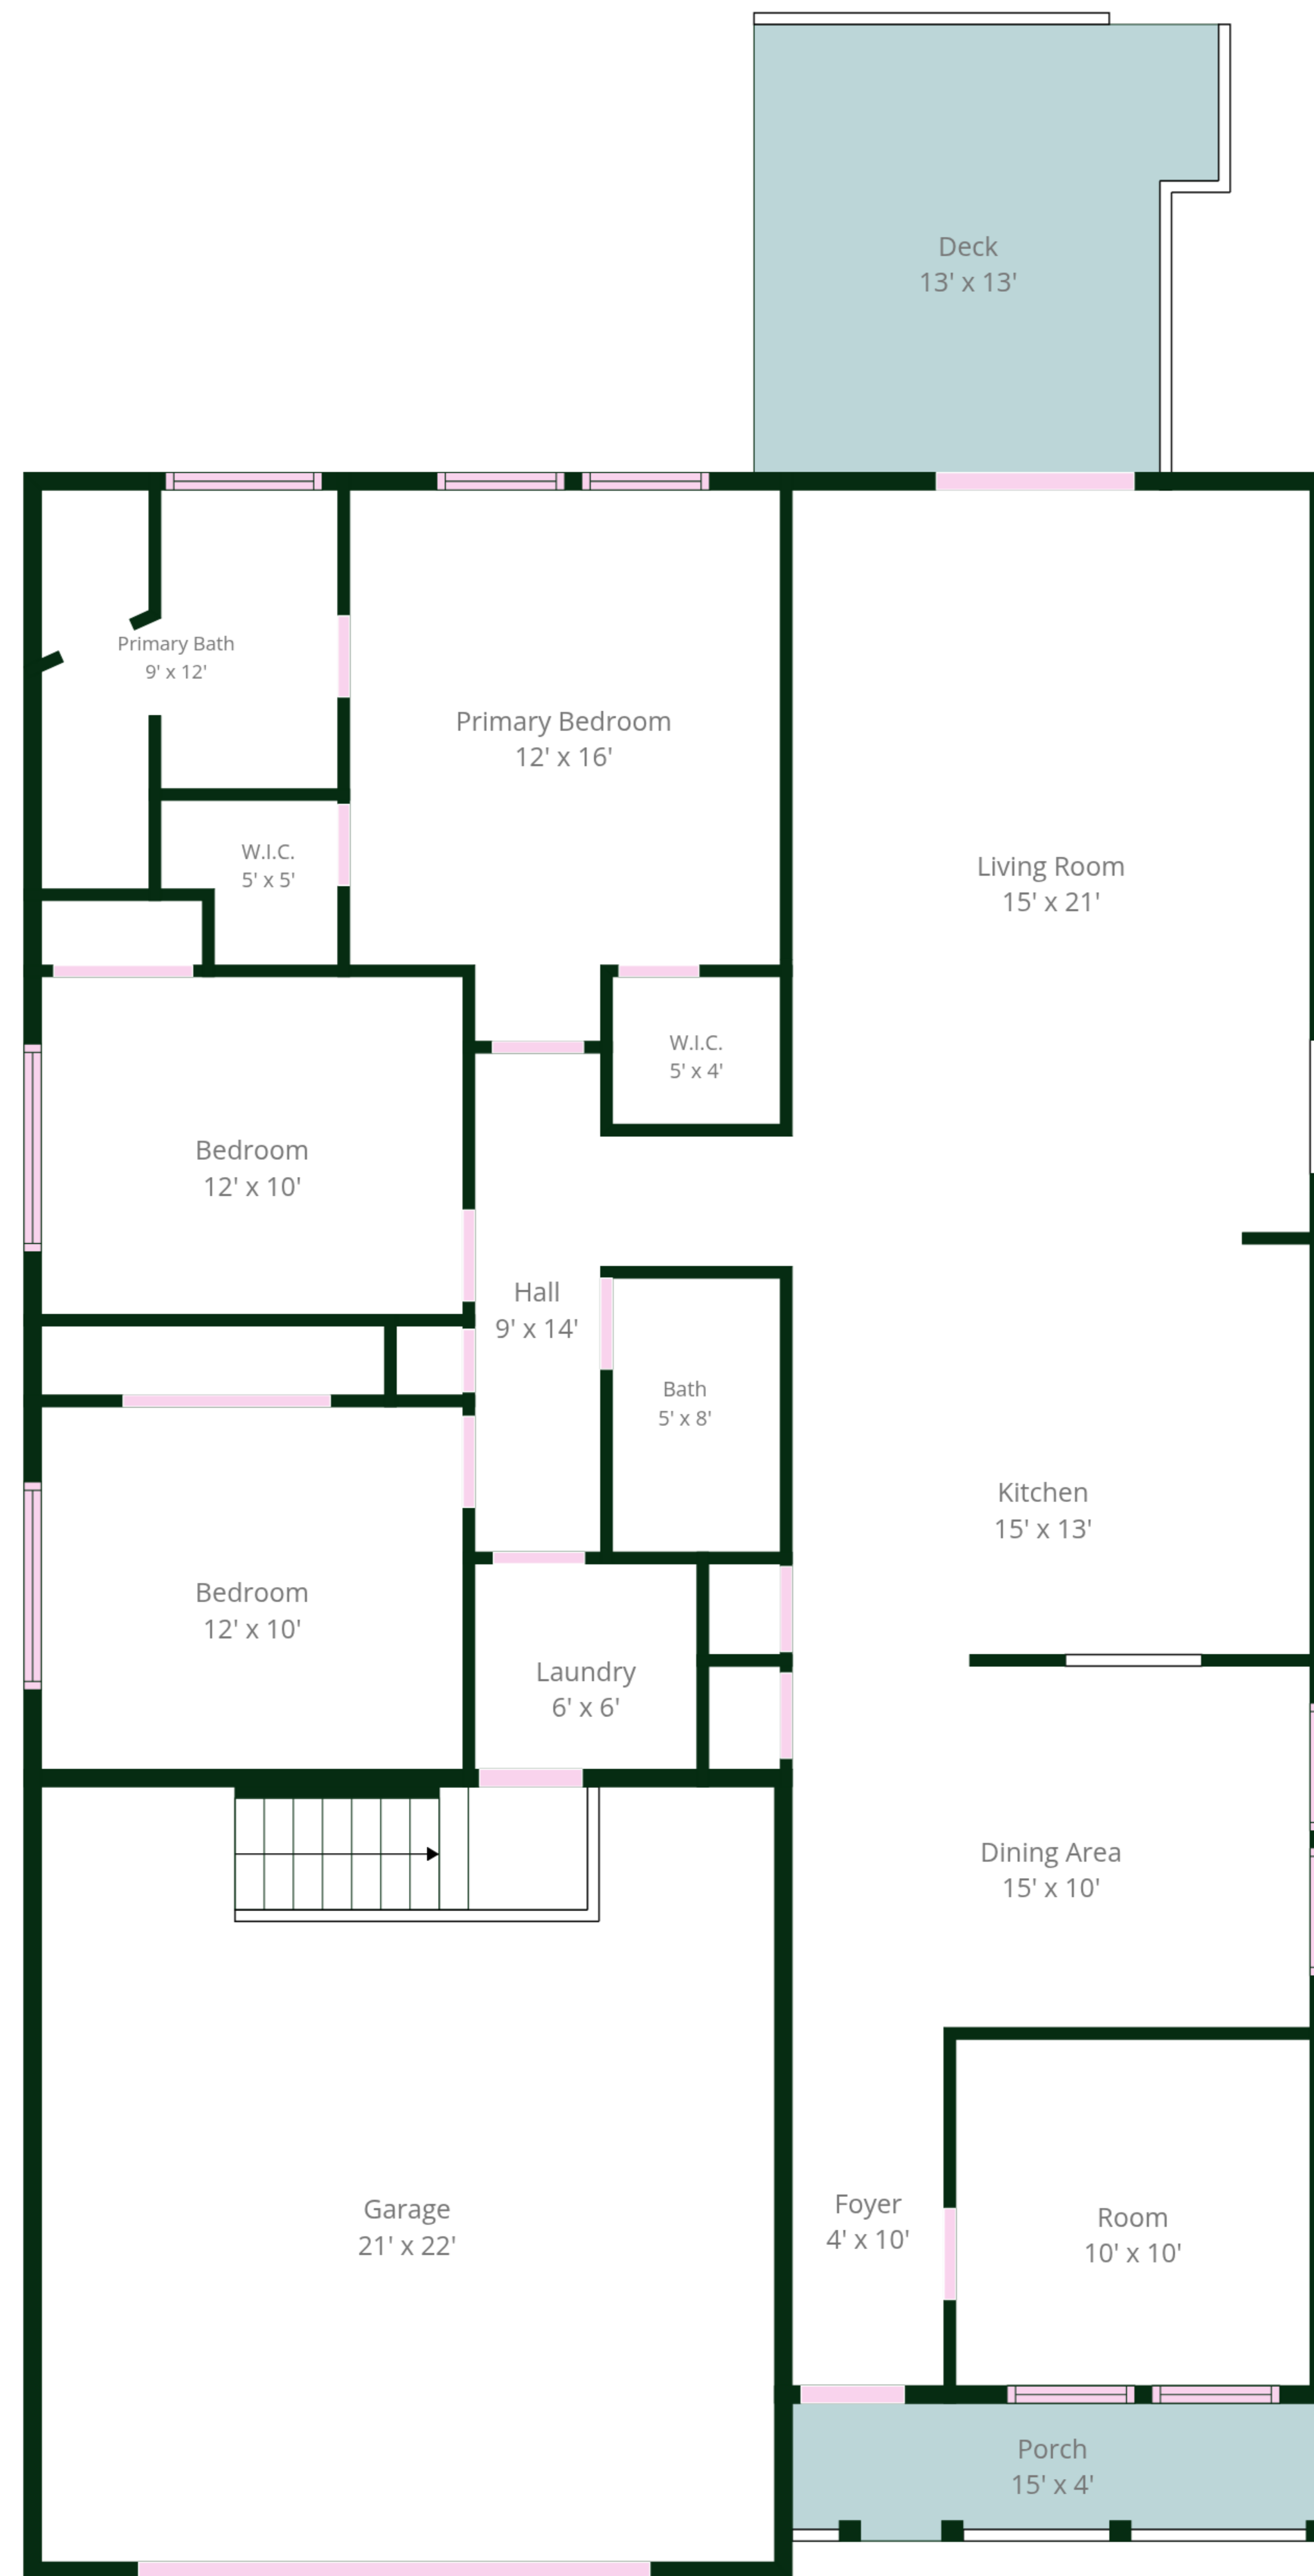 Deck
13' x 13'
Primary Bath
9' x 12'
Primary Bedroom
12' x 16'
W.I.C.
5' x 5'
Living Room
15' x 21'
W.I.C.
5' x 4'
Bedroom
12' x 10'
Hall
9' x 14'
Bath
5' x 8'
Kitchen
15' x 13'
Bedroom
12' x 10'
Laundry
6' x 6'
Dining Area
15' x 10'
Garage
21' x 22'
Foyer
4' x 10'
Room
10' x 10'
Porch
15' x 4'